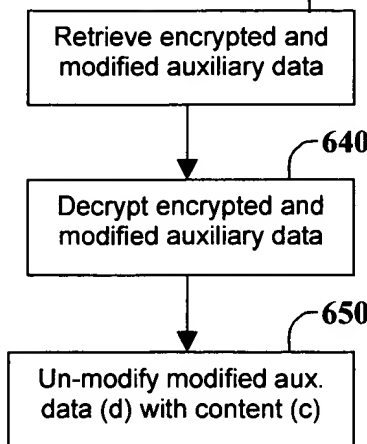 Retrieve encrypted and
modified auxiliary data
640
Decrypt encrypted and
modified auxiliary data
650
Un-modify modified aux.
data (d) with content (c)